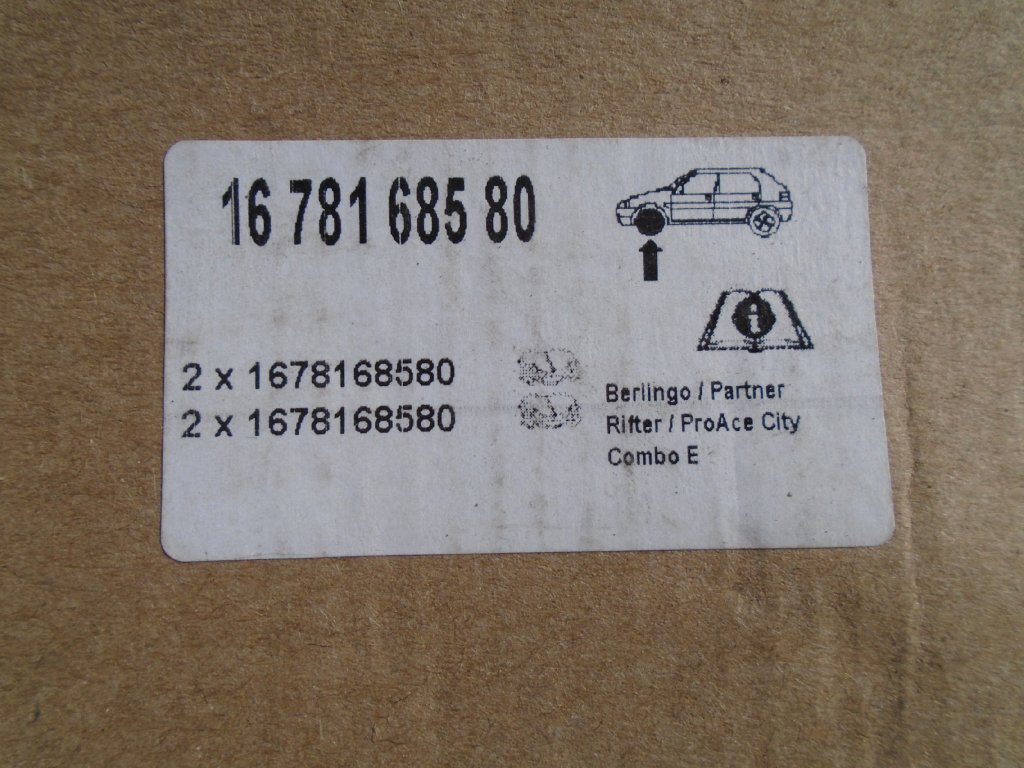 16 781 685 80
2 x 1678168580
2 x 1678168580
Berlingo / Partner
Rifter / ProAce City
Combo E